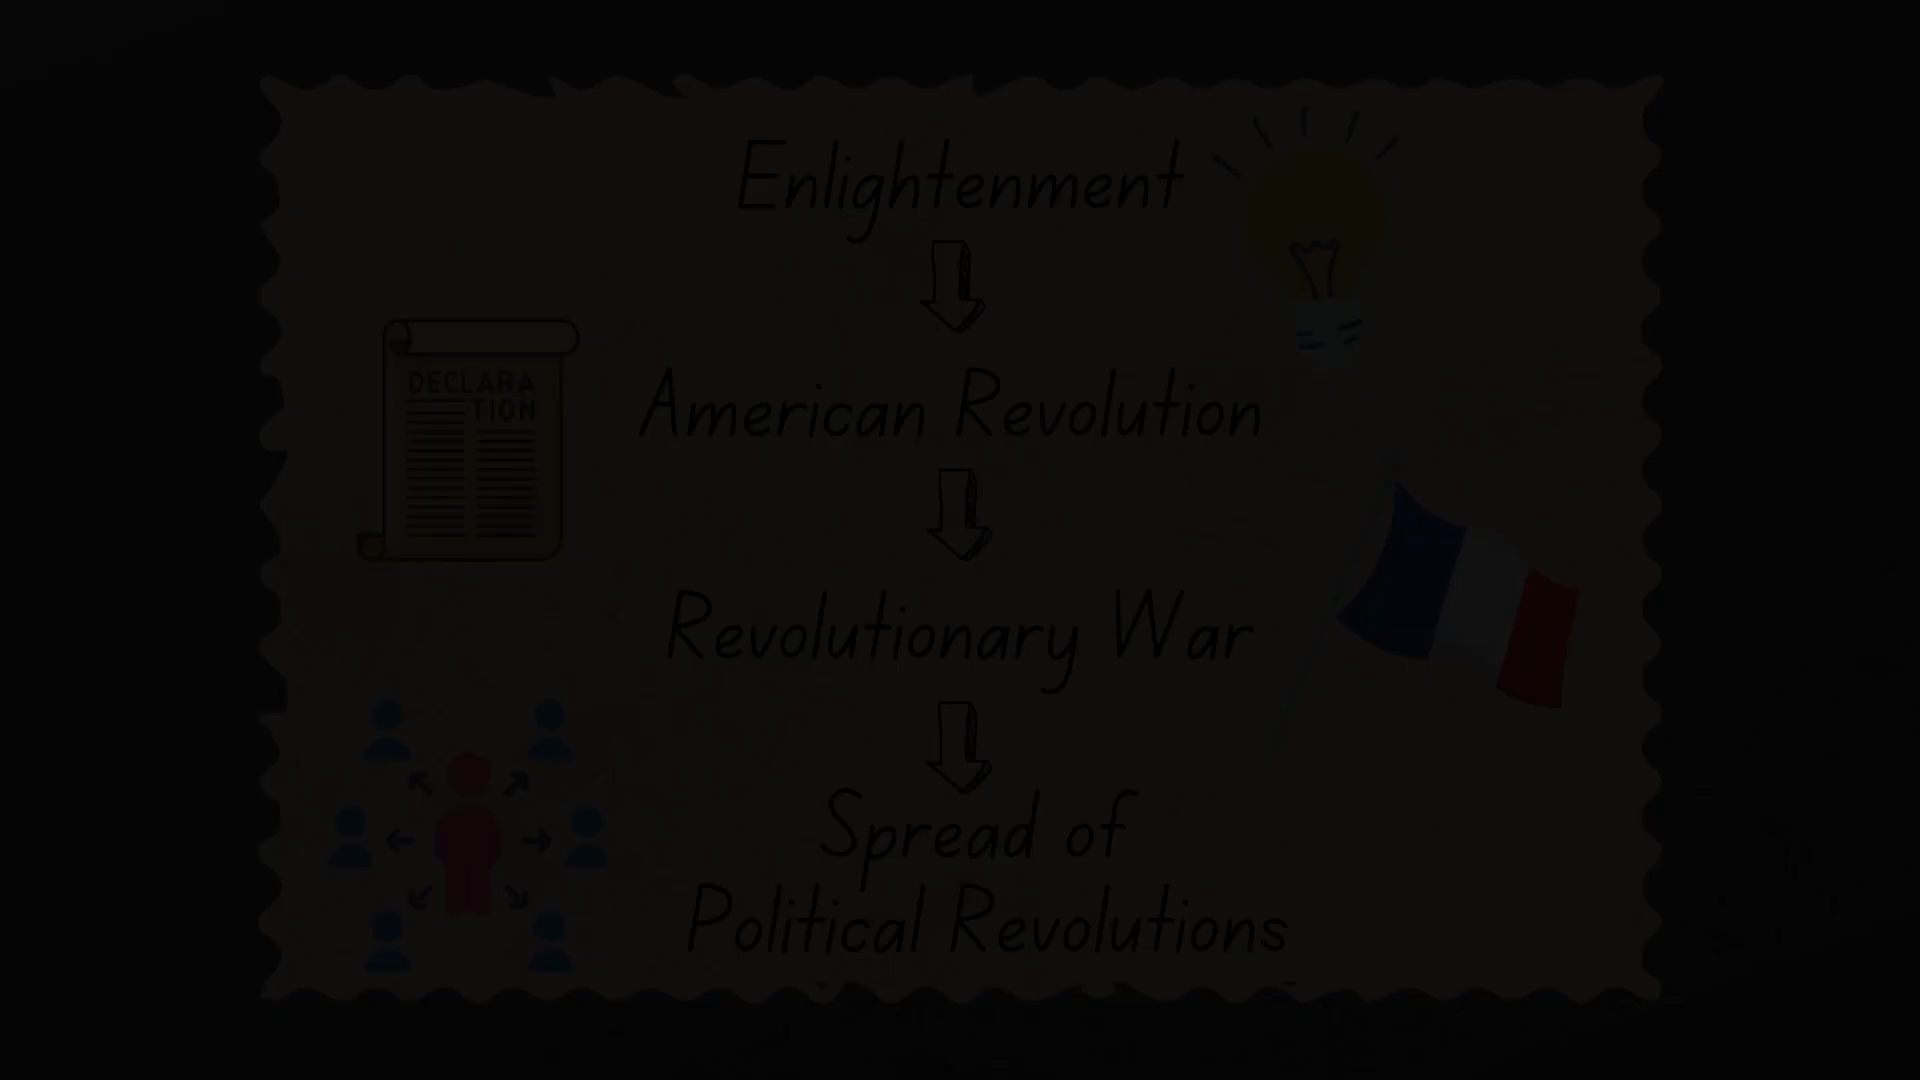 Enlightenment
DECLARA
TION
American Revolution
Revolutionary War
Spread of
Political Revolutions